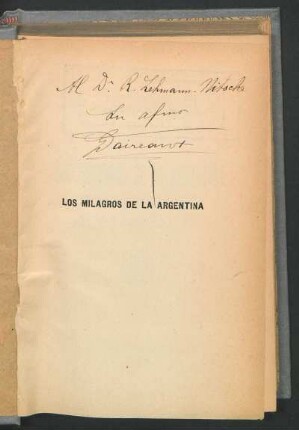 Al Dr. R. Lehmann-Nitsche
Su afmo
Daireaux
LOS MILAGROS DE LA ARGENTINA